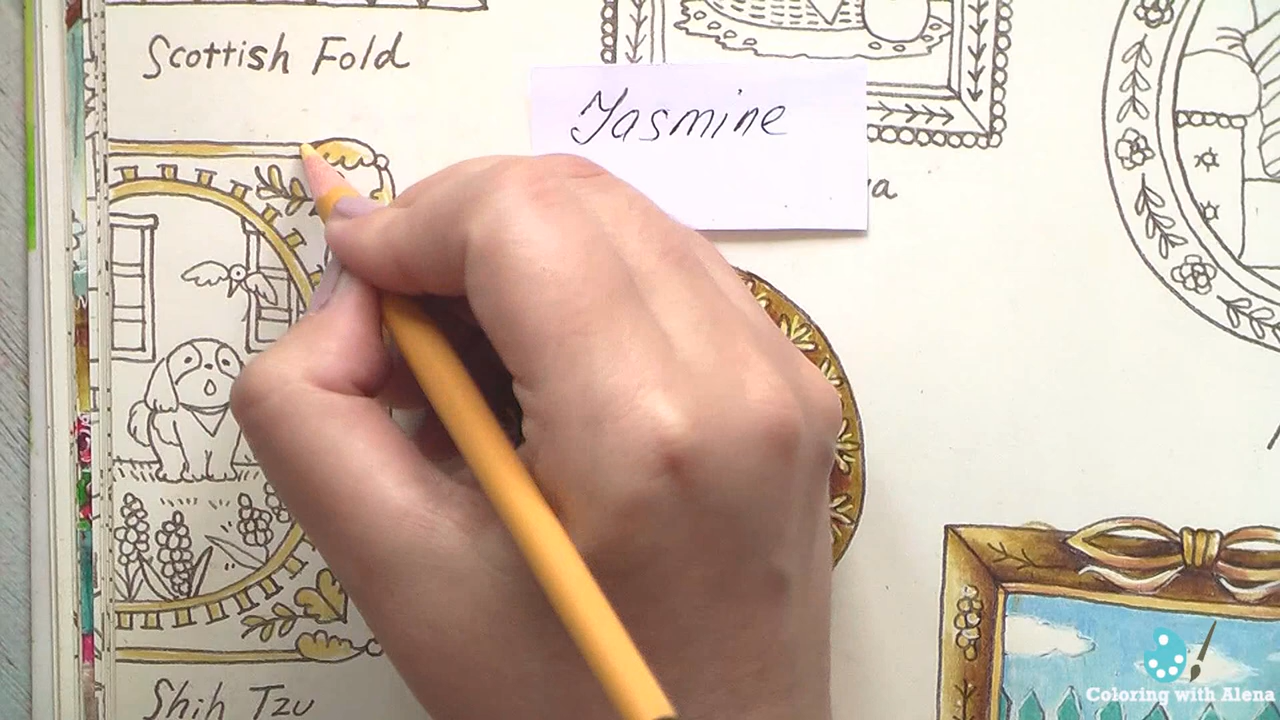 Scottish Fold
Yasmine
a
Shih Tzu
Coloring with Alena